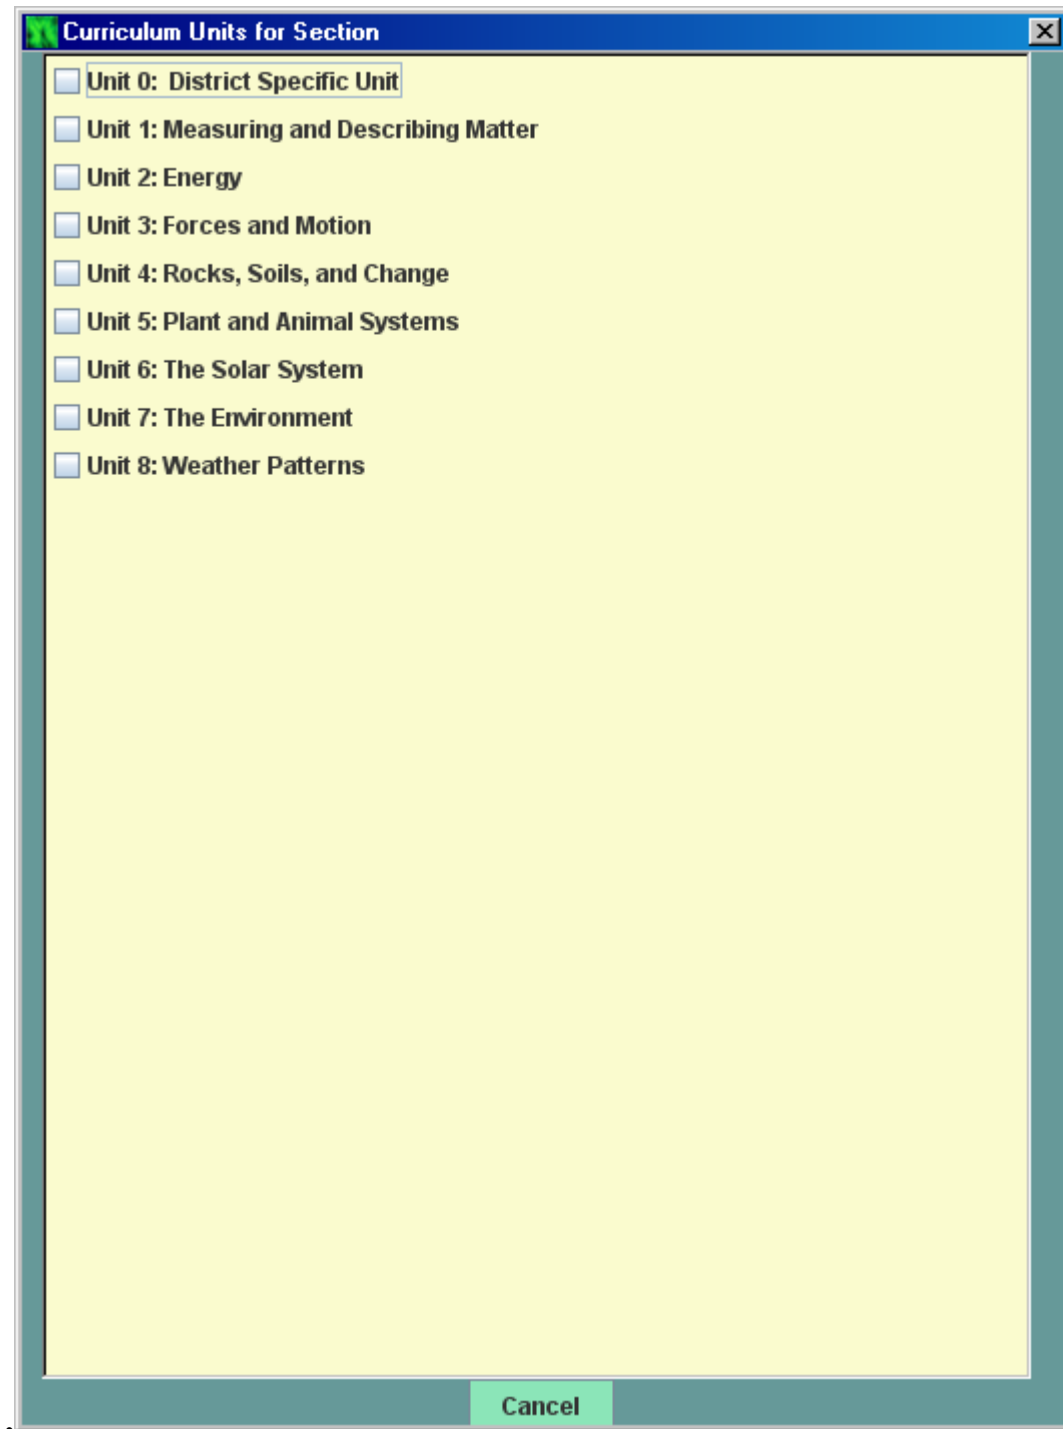 Curriculum Units for Section
Unit 0:  District Specific Unit
Unit 1: Measuring and Describing Matter
Unit 2: Energy
Unit 3: Forces and Motion
Unit 4: Rocks, Soils, and Change
Unit 5: Plant and Animal Systems
Unit 6: The Solar System
Unit 7: The Environment
Unit 8: Weather Patterns
Cancel